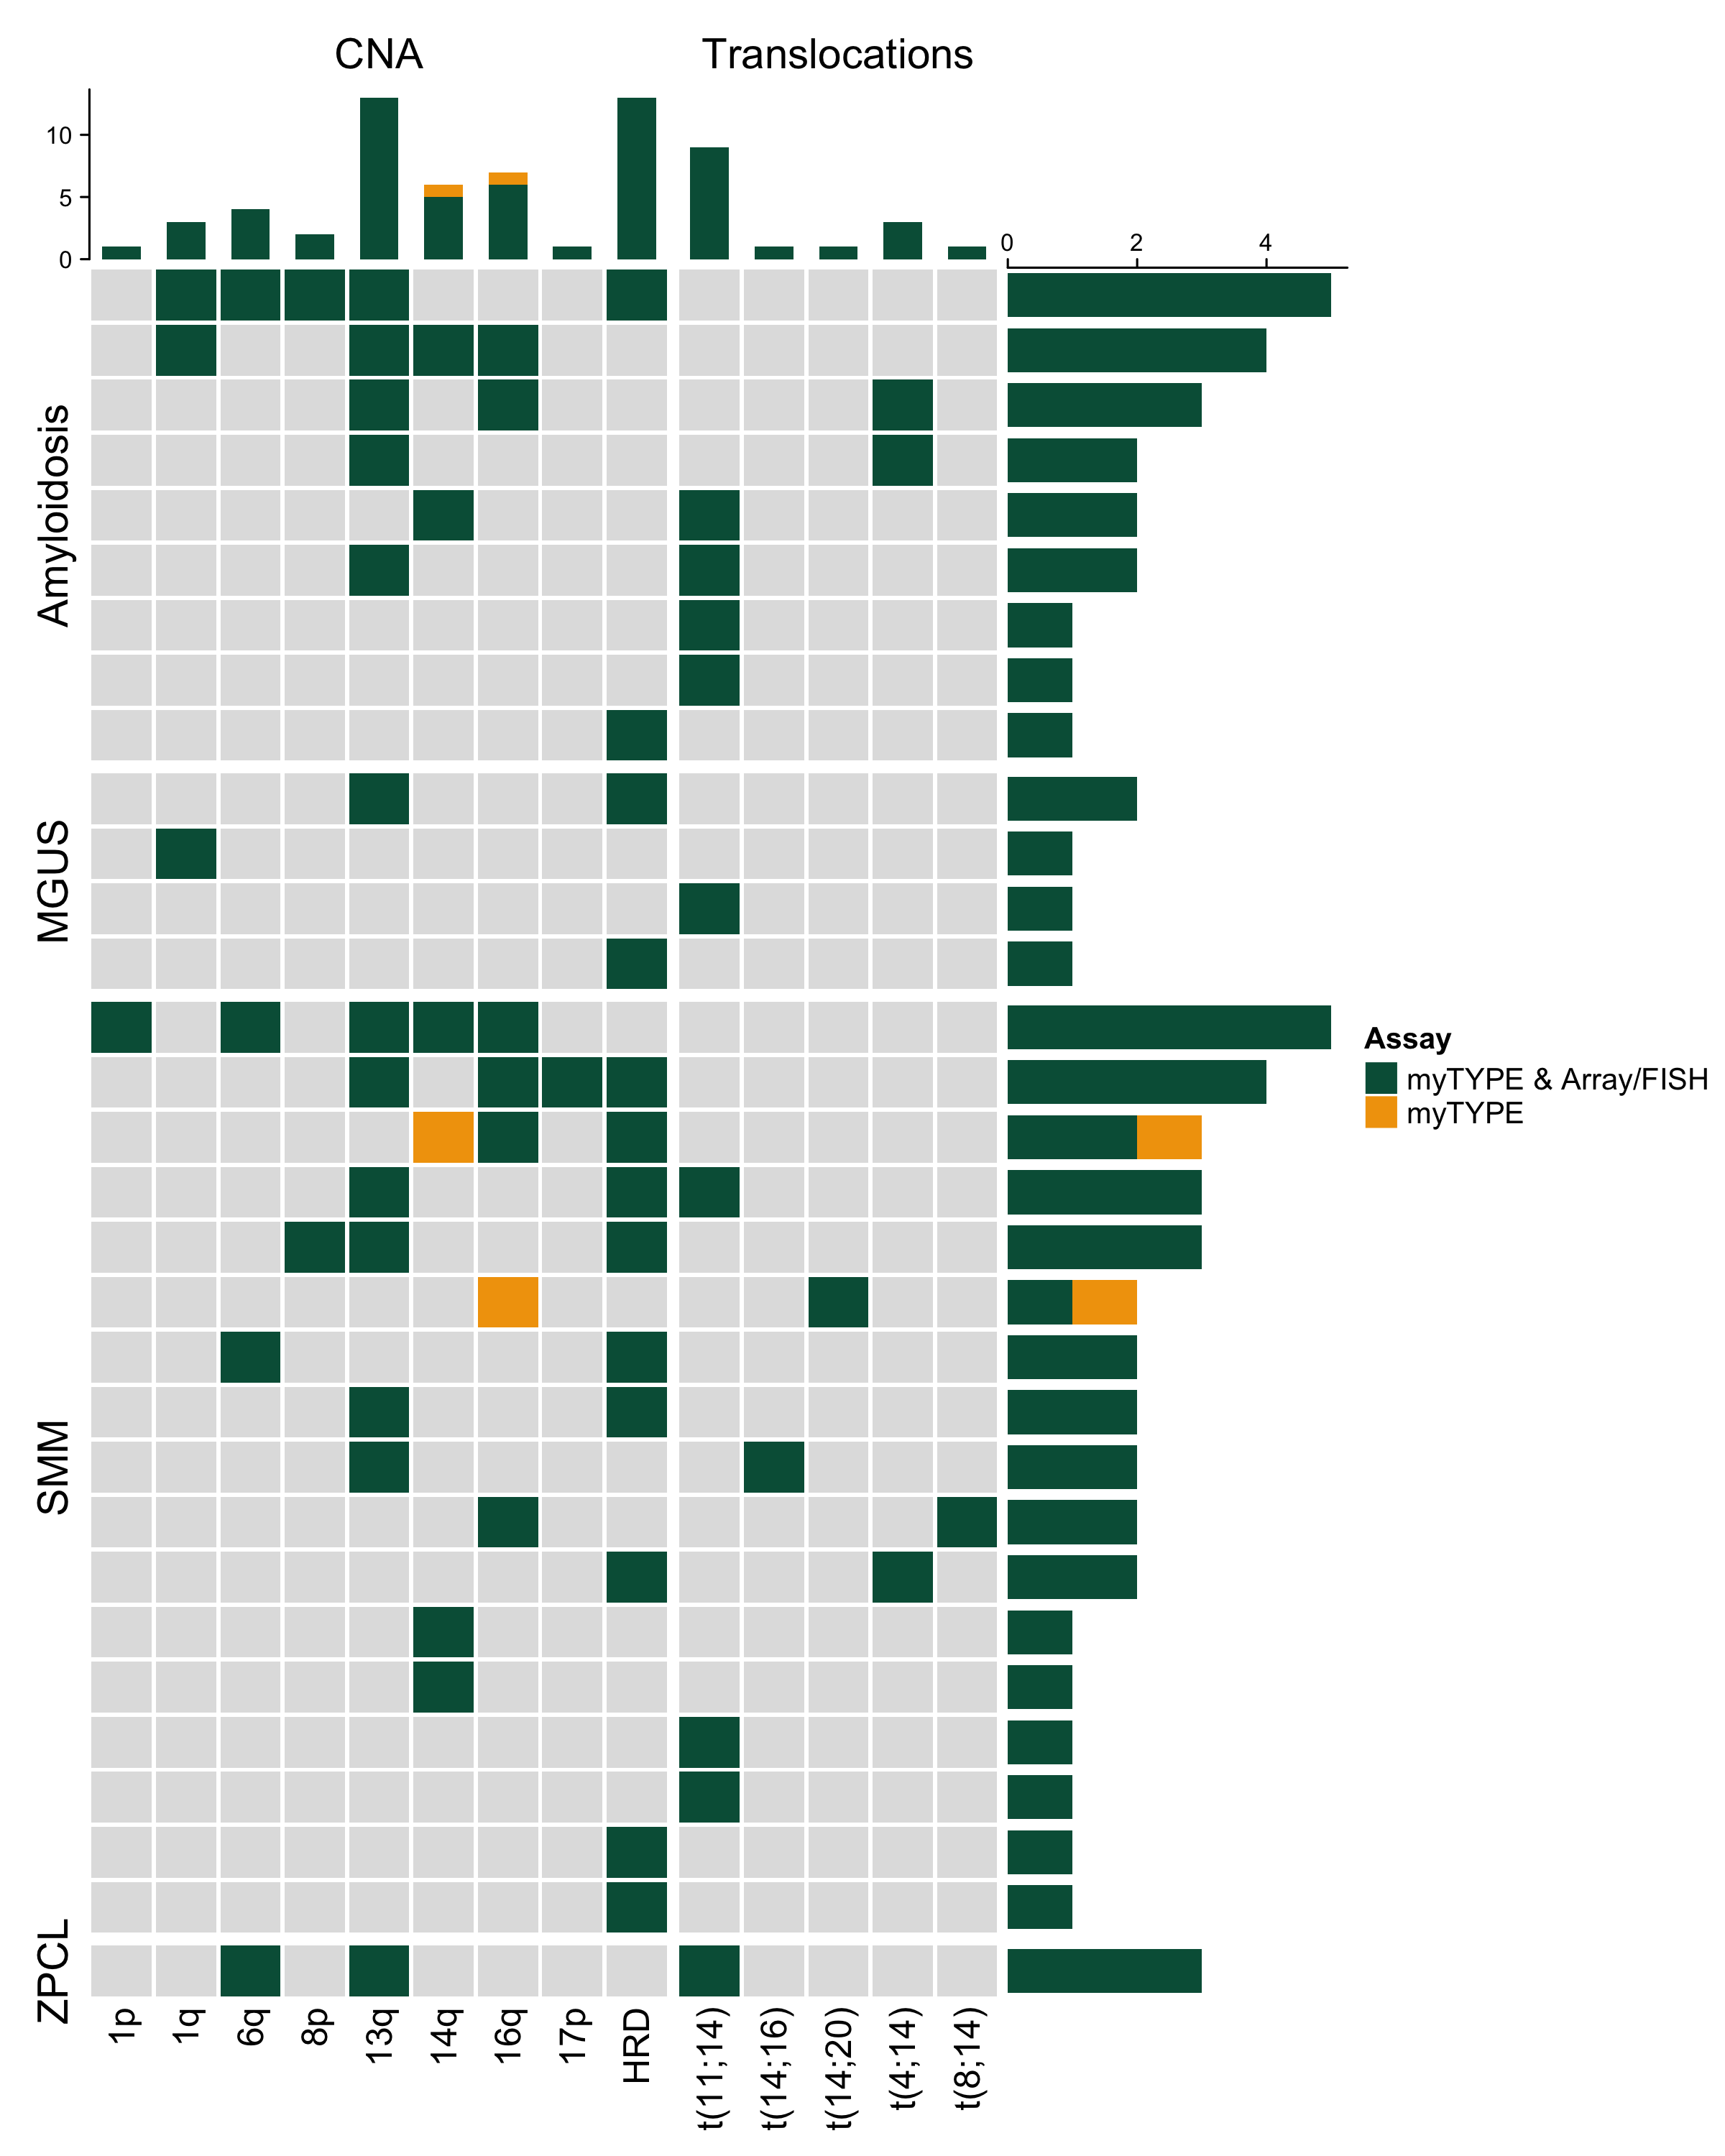 CNA
Translocations
10
5
0
0
2
4
Amyloidosis
MGUS
SMM
ZPCL
Assay
myTYPE & Array/FISH
myTYPE
1p
1q
6q
8p
13q
14q
16q
17p
HRD
t(11;14)
t(14;16)
t(14;20)
t(4;14)
t(8;14)